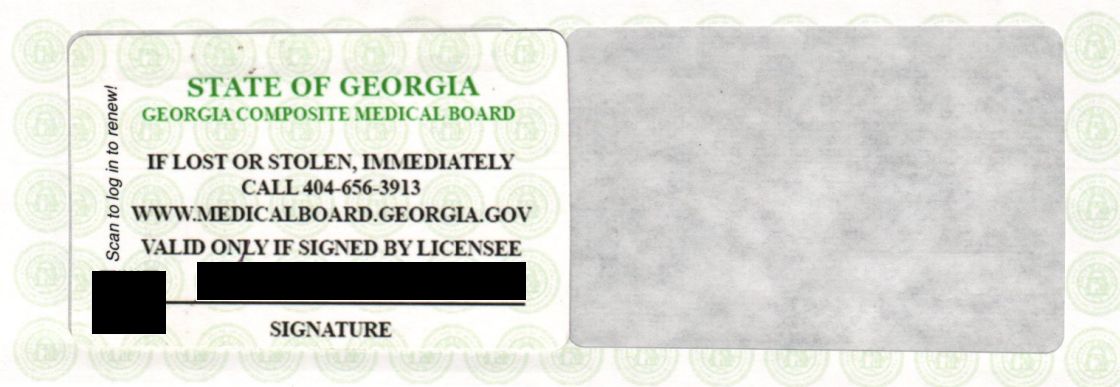 Scan to log in to renew!
STATE OF GEORGIA
GEORGIA COMPOSITE MEDICAL BOARD
IF LOST OR STOLEN, IMMEDIATELY
CALL 404-656-3913
WWW.MEDICALBOARD.GEORGIA.GOV
VALID ONLY IF SIGNED BY LICENSEE
SIGNATURE